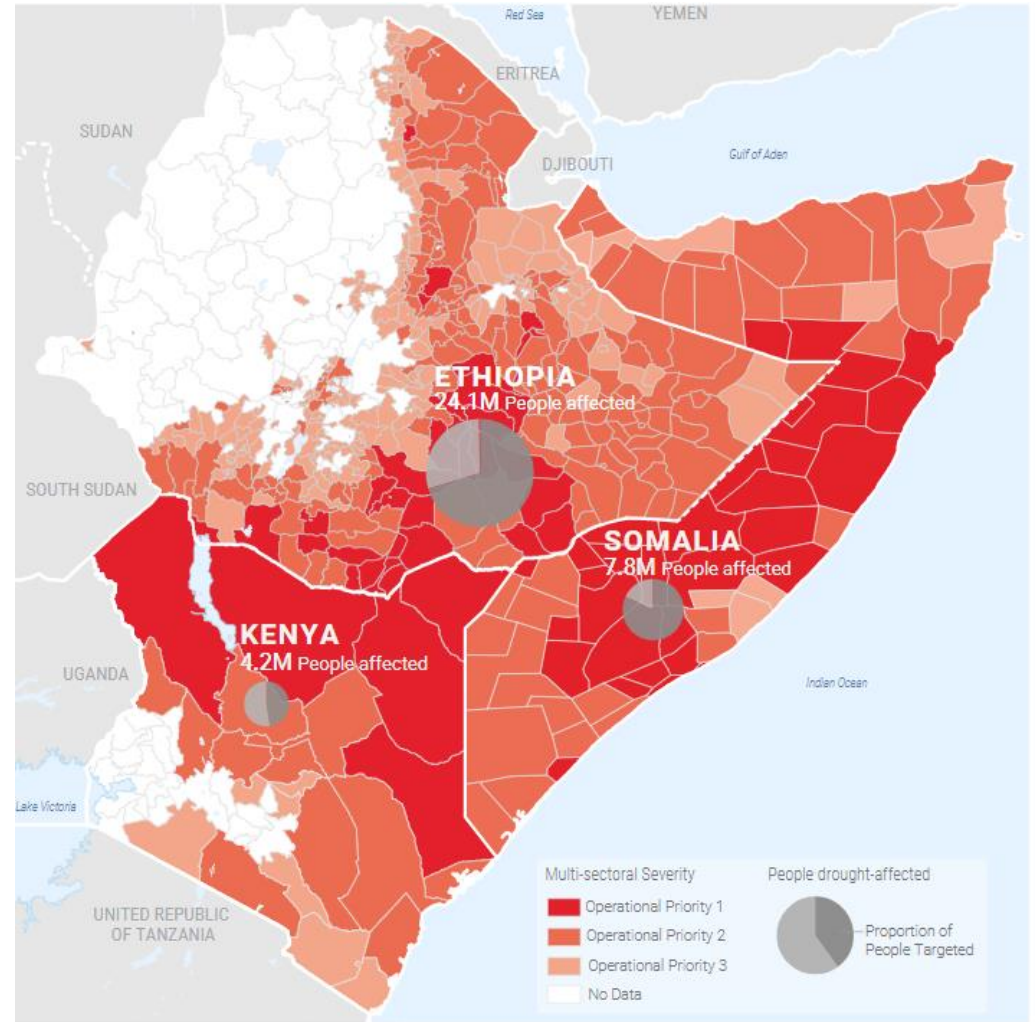 Red Sea
YEMEN
ERITREA
SUDAN
Gulf of Aden
DJIBOUTI
ETHIOPIA
24.1M People affected
SOUTH SUDAN
SOMALIA
7.8M People affected
KENYA
4.2M People affected
UGANDA
Indian Ocean
Lake Victoria
UNITED REPUBLIC
OF TANZANIA
Multi-sectoral Severity
Operational Priority 1
Operational Priority 2
Operational Priority 3
No Data
People drought-affected
Proportion of
People Targeted